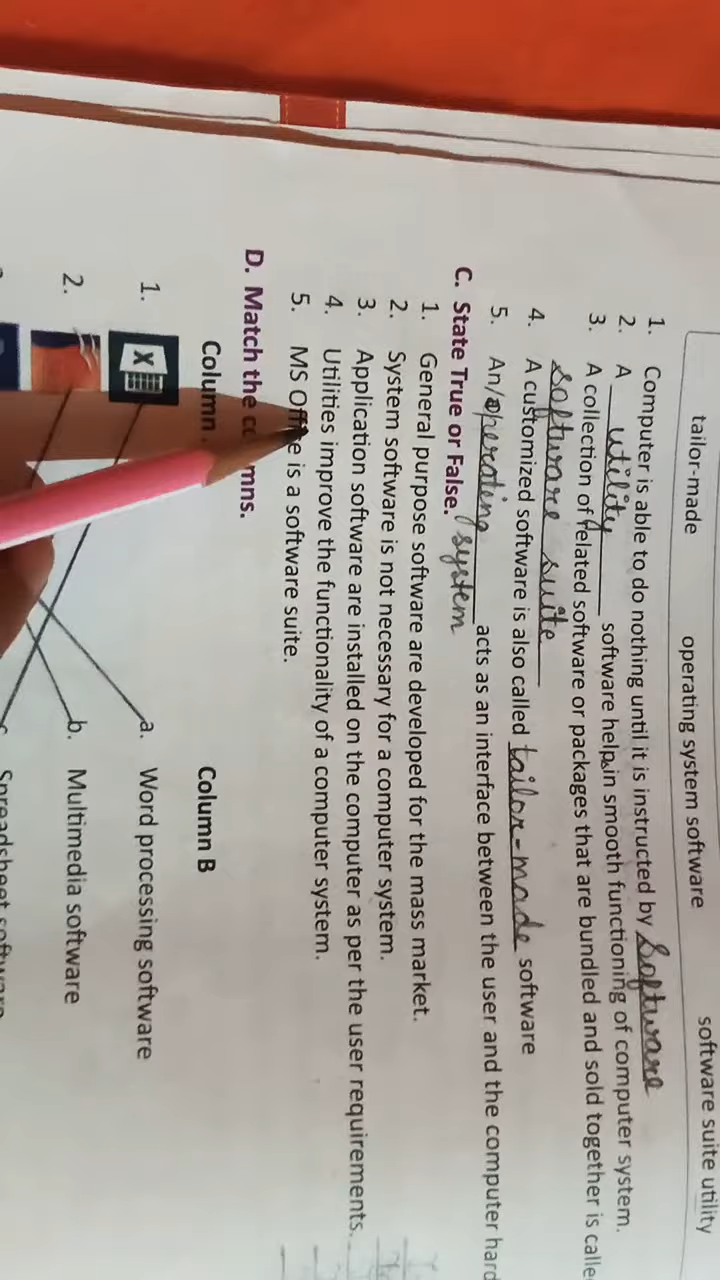 tailor-made operating system software software suite utility
1. Computer is able to do nothing until it is instructed by Software
2. A utility software helps in smooth functioning of computer system.
3. A collection of related software or packages that are bundled and sold together is calle
software suite
4. A customized software is also called tailor-made software
5. An/operating system acts as an interface between the user and the computer hard
C. State True or False.
1. General purpose software are developed for the mass market.
2. System software is not necessary for a computer system.
3. Application software are installed on the computer as per the user requirements.
4. Utilities improve the functionality of a computer system.
5. MS Office is a software suite.
D. Match the columns.
Column Column B
1. X a. Word processing software
2. b. Multimedia software
Spreadsheet software